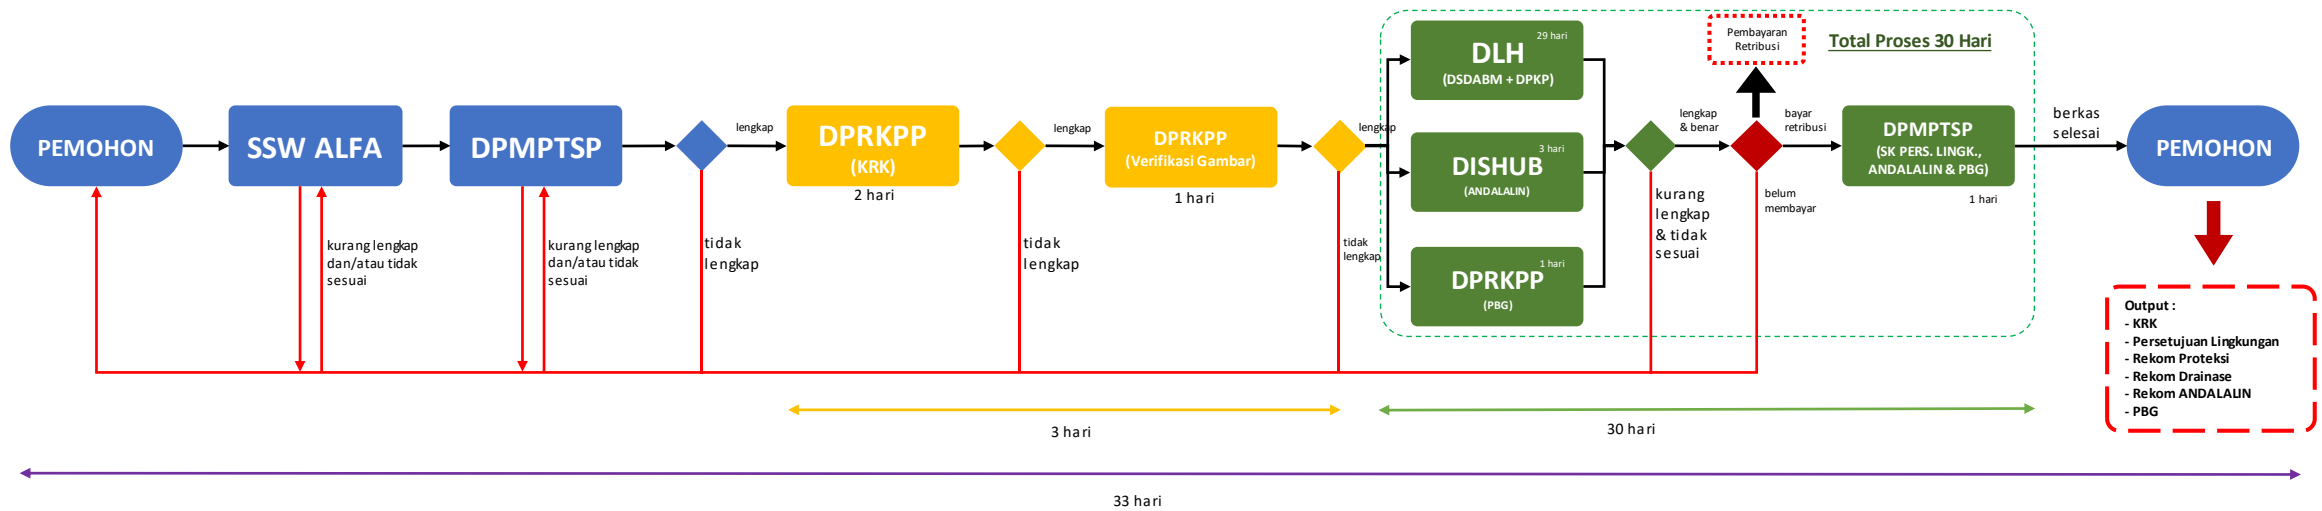 PEMOHON
SSW ALFA
kurang lengkap
dan/atau tidak
sesuai
DPMPTSP
kurang lengkap
dan/atau tidak
sesuai
lengkap
tidak
lengkap
DPRKPP
(KRK)
2 hari
lengkap
tidak
lengkap
DPRKPP
(Verifikasi Gambar)
1 hari
lengkap
tidak
lengkap
29 hari
DLH
(DSDABM + DPKP)
3 hari
DISHUB
(ANDALALIN)
1 hari
DPRKPP
(PBG)
lengkap
& benar
kurang
lengkap
& tidak
sesuai
Pembayaran
Retribusi
bayar
retribusi
belum
membayar
Total Proses 30 Hari
DPMPTSP
(SK PERS. LINGK.,
ANDALALIN & PBG)
1 hari
berkas
selesai
PEMOHON
Output :
- KRK
- Persetujuan Lingkungan
- Rekom Proteksi
- Rekom Drainase
- Rekom ANDALALIN
- PBG
3 hari
30 hari
33 hari